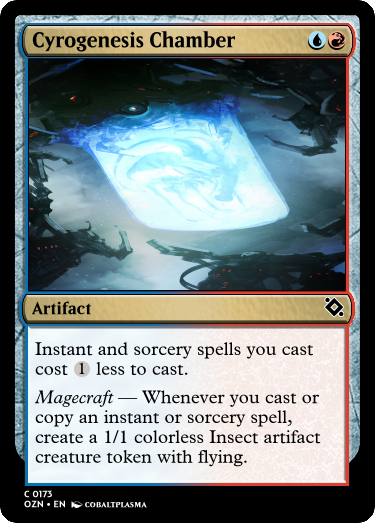 Cyrogenesis Chamber
Artifact
Instant and sorcery spells you cast
cost 1 less to cast.
Magecraft — Whenever you cast or
copy an instant or sorcery spell,
create a 1/1 colorless Insect artifact
creature token with flying.
C 0173
OZN • EN COBALTPLASMA